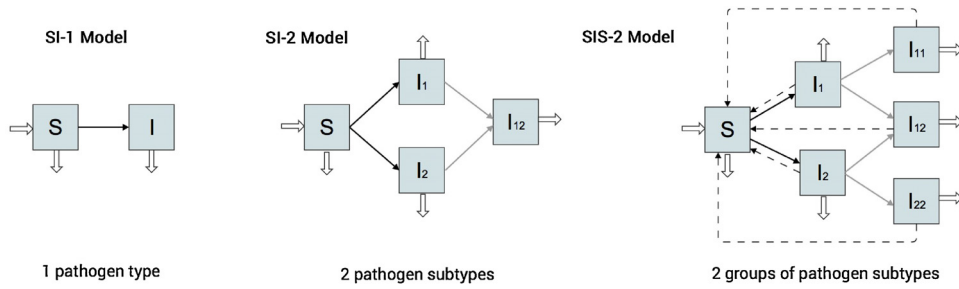 SI-1 Model
S
I
1 pathogen type
SI-2 Model
S
I₁
I₂
I₁₂
2 pathogen subtypes
SIS-2 Model
S
I₁
I₂
I₁₁
I₁₂
I₂₂
2 groups of pathogen subtypes